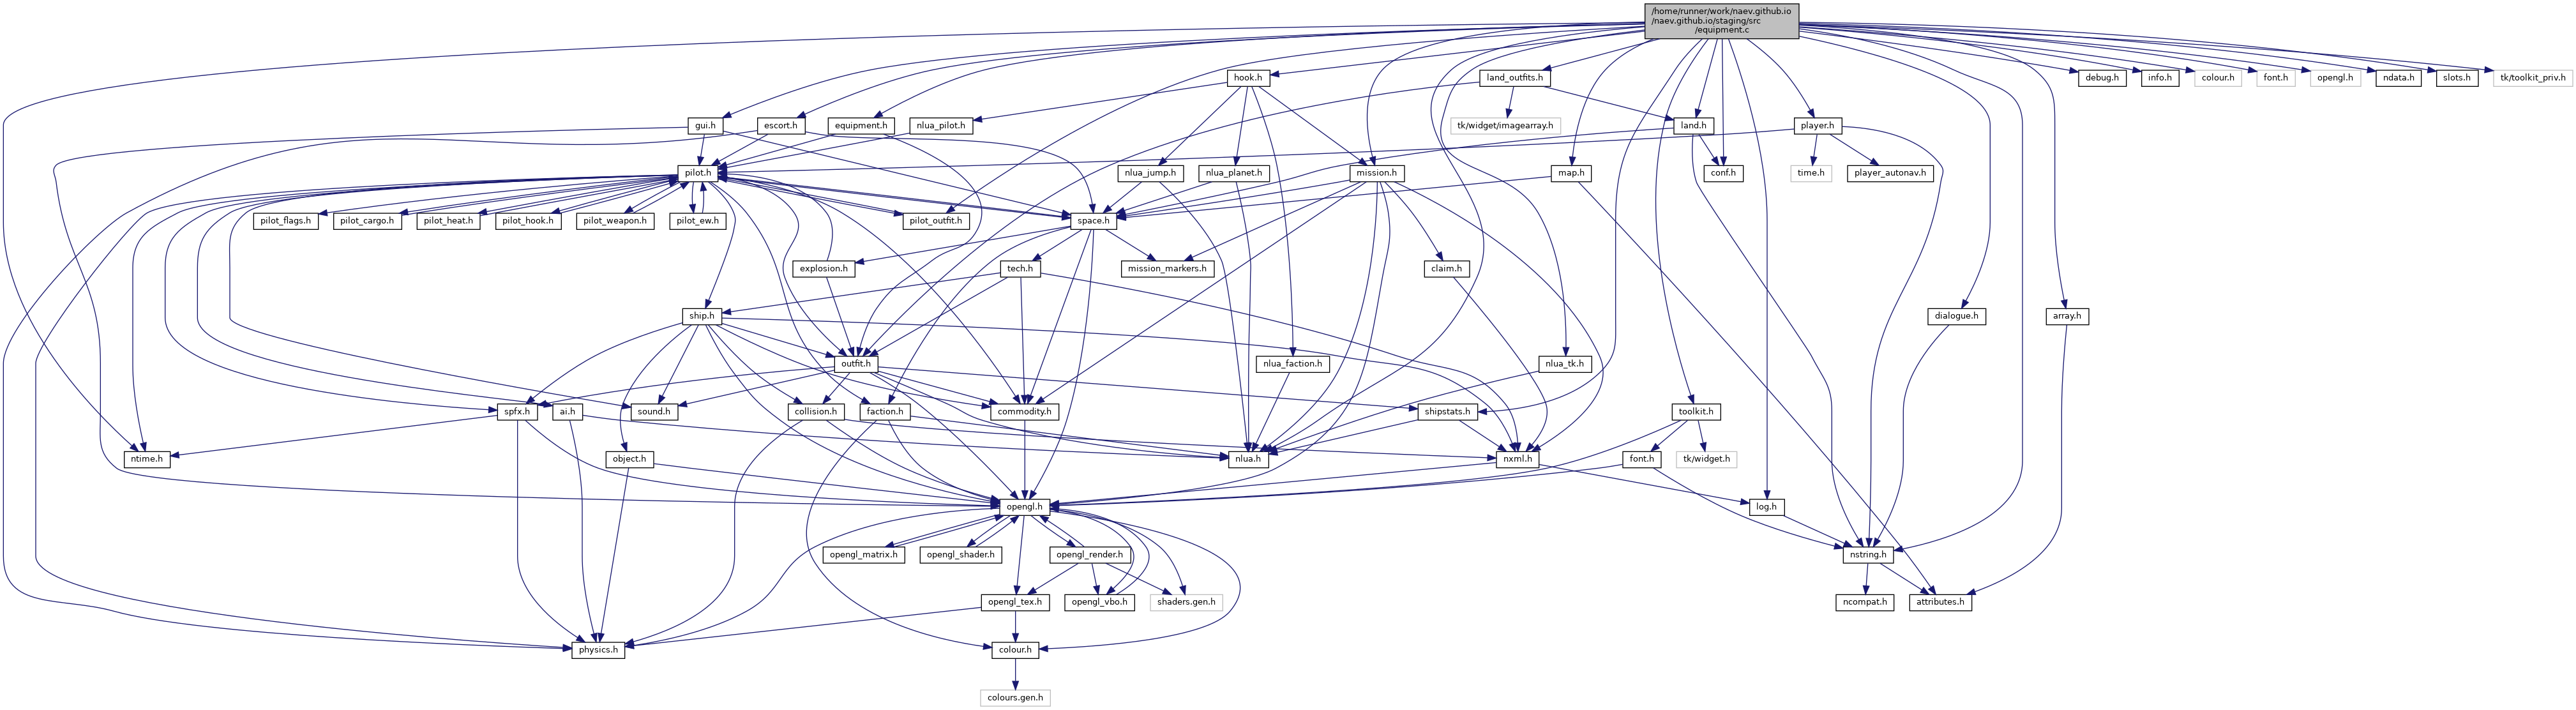 /home/runner/work/naev.github.io
/naev.github.io/staging/src
/equipment.c
hook.h
land_outfits.h
debug.h
info.h
colour.h
font.h
opengl.h
ndata.h
slots.h
tk/toolkit_priv.h
gui.h
escort.h
equipment.h
nlua_pilot.h
tk/widget/imagearray.h
land.h
player.h
pilot.h
nlua_jump.h
nlua_planet.h
mission.h
map.h
conf.h
time.h
player_autonav.h
pilot_flags.h
pilot_cargo.h
pilot_heat.h
pilot_hook.h
pilot_weapon.h
pilot_ew.h
pilot_outfit.h
space.h
explosion.h
tech.h
mission_markers.h
claim.h
ship.h
dialogue.h
array.h
outfit.h
nlua_faction.h
nlua_tk.h
spfx.h
ai.h
sound.h
collision.h
faction.h
commodity.h
shipstats.h
toolkit.h
ntime.h
object.h
nlua.h
nxml.h
font.h
tk/widget.h
opengl.h
log.h
opengl_matrix.h
opengl_shader.h
opengl_render.h
nstring.h
opengl_tex.h
opengl_vbo.h
shaders.gen.h
ncompat.h
attributes.h
physics.h
colour.h
colours.gen.h